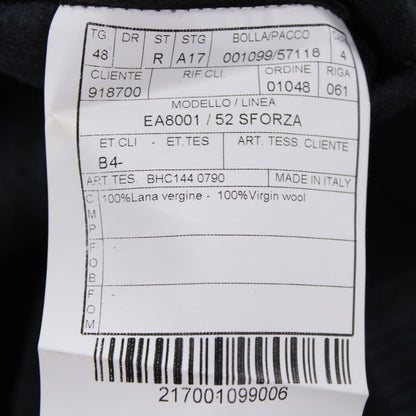 TG DR ST STG BOLLA/PACCO CAP
48 R A17 001099/57118 4
CLIENTE RIF.CLI. ORDINE RIGA
918700 01048 061
MODELLO / LINEA
EA8001 / 52 SFORZA
ET.CLI - ET.TES ART. TESS. CLIENTE
B4-
ART.TES. BHC144 0790 MADE IN ITALY
C M P F O B F O M
100%Lana vergine - 100%Virgin wool
217001099006